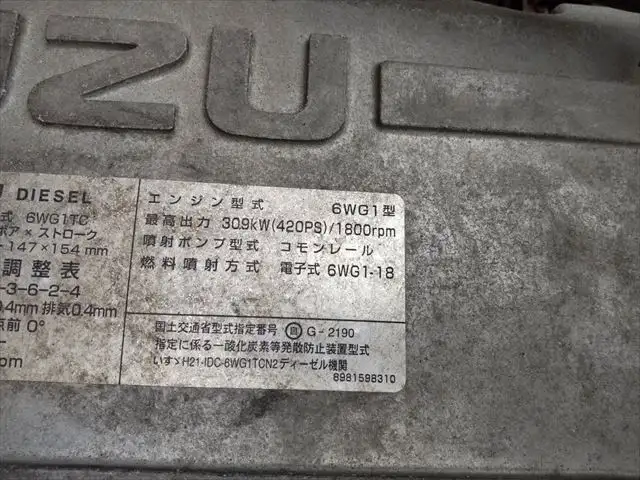 UZU
DIESEL
式 6WG1TC
ボア × ストローク
-147×154 mm
調整表
-3-6-2-4
0.4mm 排気0.4mm
点前 0°
pm
エンジン型式 6WG1型
最高出力 309kW(420PS)/1800rpm
噴射ポンプ型式 コモンレール
燃料噴射方式 電子式 6WG1-18
国土交通省型式指定番号 自 G-2190
指定に係る一酸化炭素等発散防止装置型式
いすゞH21-IDC-6WG1TCN2ディーゼル機関
8981598310